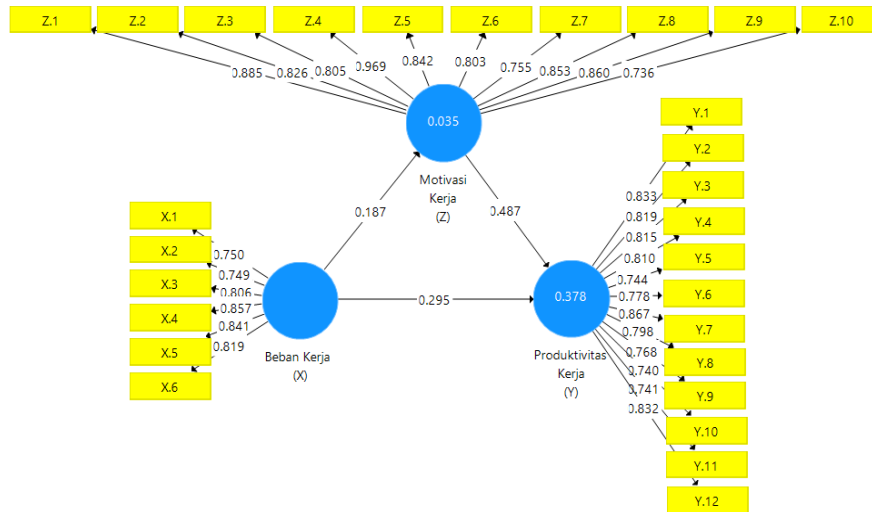 Z.1
Z.2
Z.3
Z.4
Z.5
Z.6
Z.7
Z.8
Z.9
Z.10
0.885
0.826
0.805
0.969
0.842
0.803
0.755
0.853
0.860
0.736
0.035
Motivasi
Kerja
(Z)
0.187
0.487
X.1
X.2
X.3
X.4
X.5
X.6
0.750
0.749
0.806
0.857
0.841
0.819
Beban Kerja
(X)
0.295
0.378
Produktivitas
Kerja
(Y)
0.833
0.819
0.815
0.810
0.744
0.778
0.867
0.798
0.768
0.740
0.741
0.832
Y.1
Y.2
Y.3
Y.4
Y.5
Y.6
Y.7
Y.8
Y.9
Y.10
Y.11
Y.12